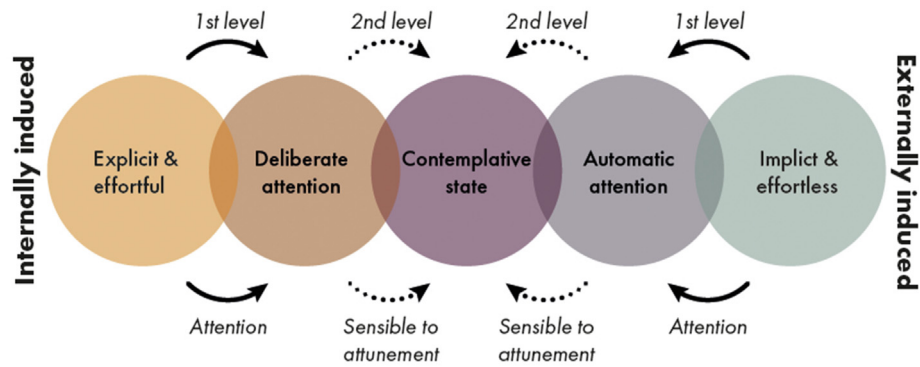 1st level
2nd level
2nd level
1st level
Internally induced
Explicit &
effortful
Deliberate
attention
Contemplative
state
Automatic
attention
Implict &
effortless
Externally induced
Attention
Sensible to
attunement
Sensible to
attunement
Attention